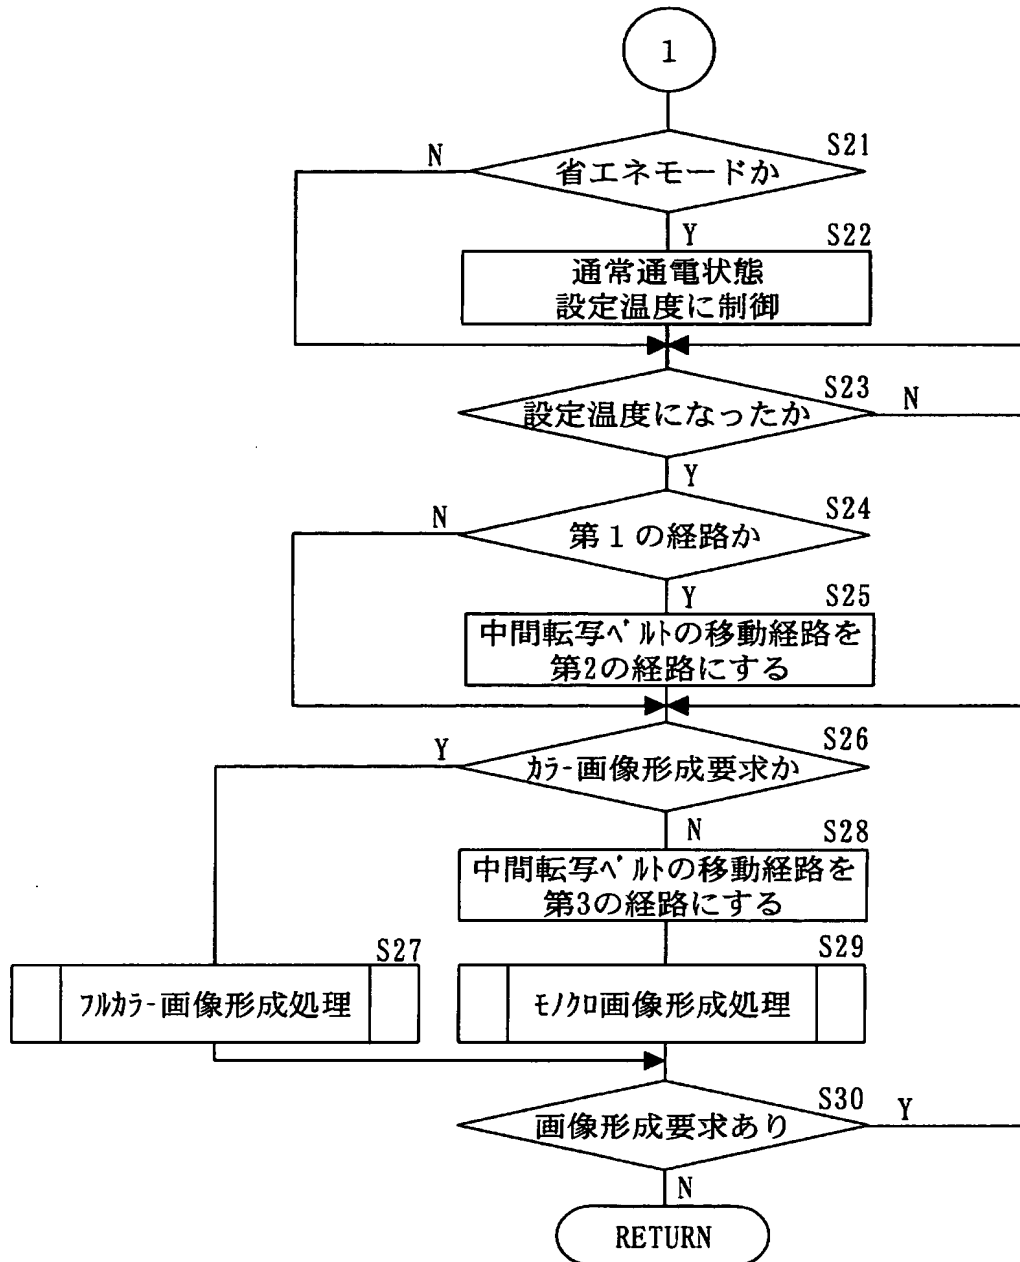 1
S21
N
省エネモードか
Y
S22
通常通電状態
設定温度に制御
S23
N
設定温度になったか
Y
S24
N
第１の経路か
Y
S25
中間転写ﾍﾞﾙﾄの移動経路を
第2の経路にする
S26
Y
ｶﾗｰ画像形成要求か
N
S28
中間転写ﾍﾞﾙﾄの移動経路を
第3の経路にする
S27
S29
ﾌﾙｶﾗｰ画像形成処理
ﾓﾉｸﾛ画像形成処理
S30
Y
画像形成要求あり
N
RETURN